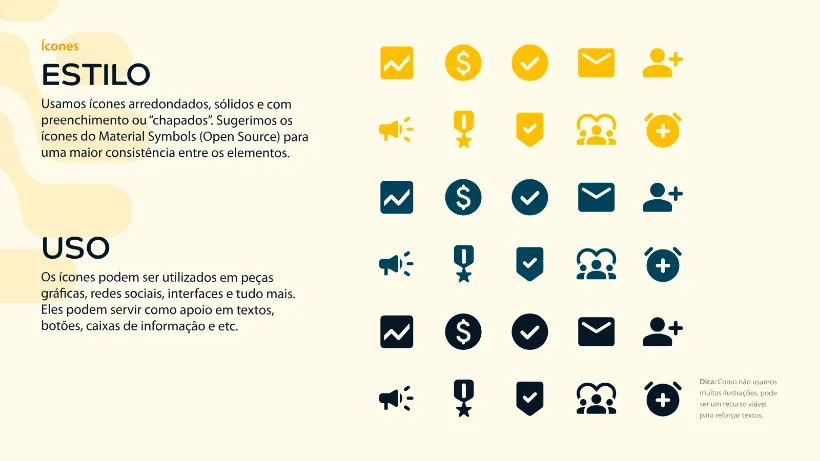 Ícones
ESTILO
Usamos ícones arredondados, sólidos e com
preenchimento ou “chapados”. Sugerimos os
ícones do Material Symbols (Open Source) para
uma maior consistência entre os elementos.
USO
Os ícones podem ser utilizados em peças
gráficas, redes sociais, interfaces e tudo mais.
Eles podem servir como apoio em textos,
botões, caixas de informação e etc.
Dica: Como não usamos
muitas ilustrações, pode
ser um recurso viável
para reforçar textos.